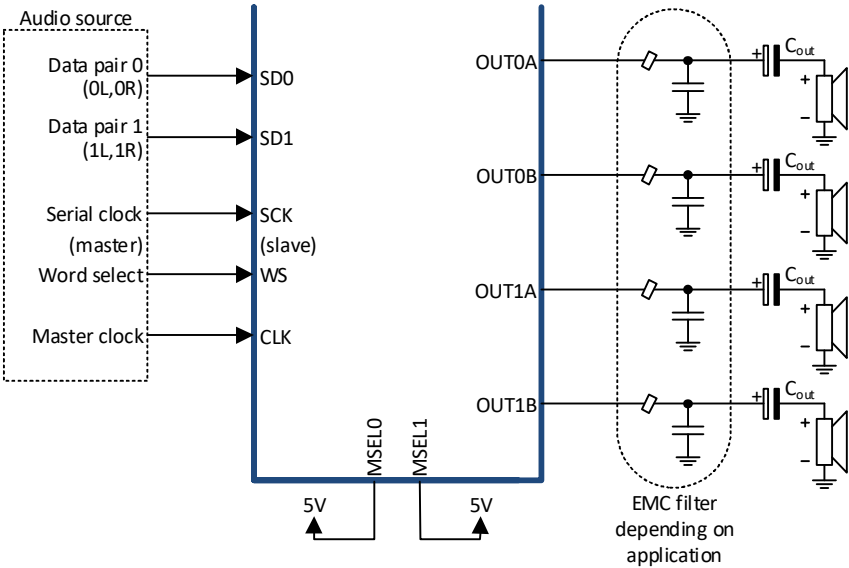 Audio source
Data pair 0
(0L,0R)
Data pair 1
(1L,1R)
Serial clock
(master)
Word select
Master clock
SD0
SD1
SCK
(slave)
WS
CLK
MSEL0
MSEL1
5V
5V
OUT0A
OUT0B
OUT1A
OUT1B
+ Cout
+
−
+ Cout
+
−
+ Cout
+
−
+ Cout
+
−
EMC filter
depending on
application